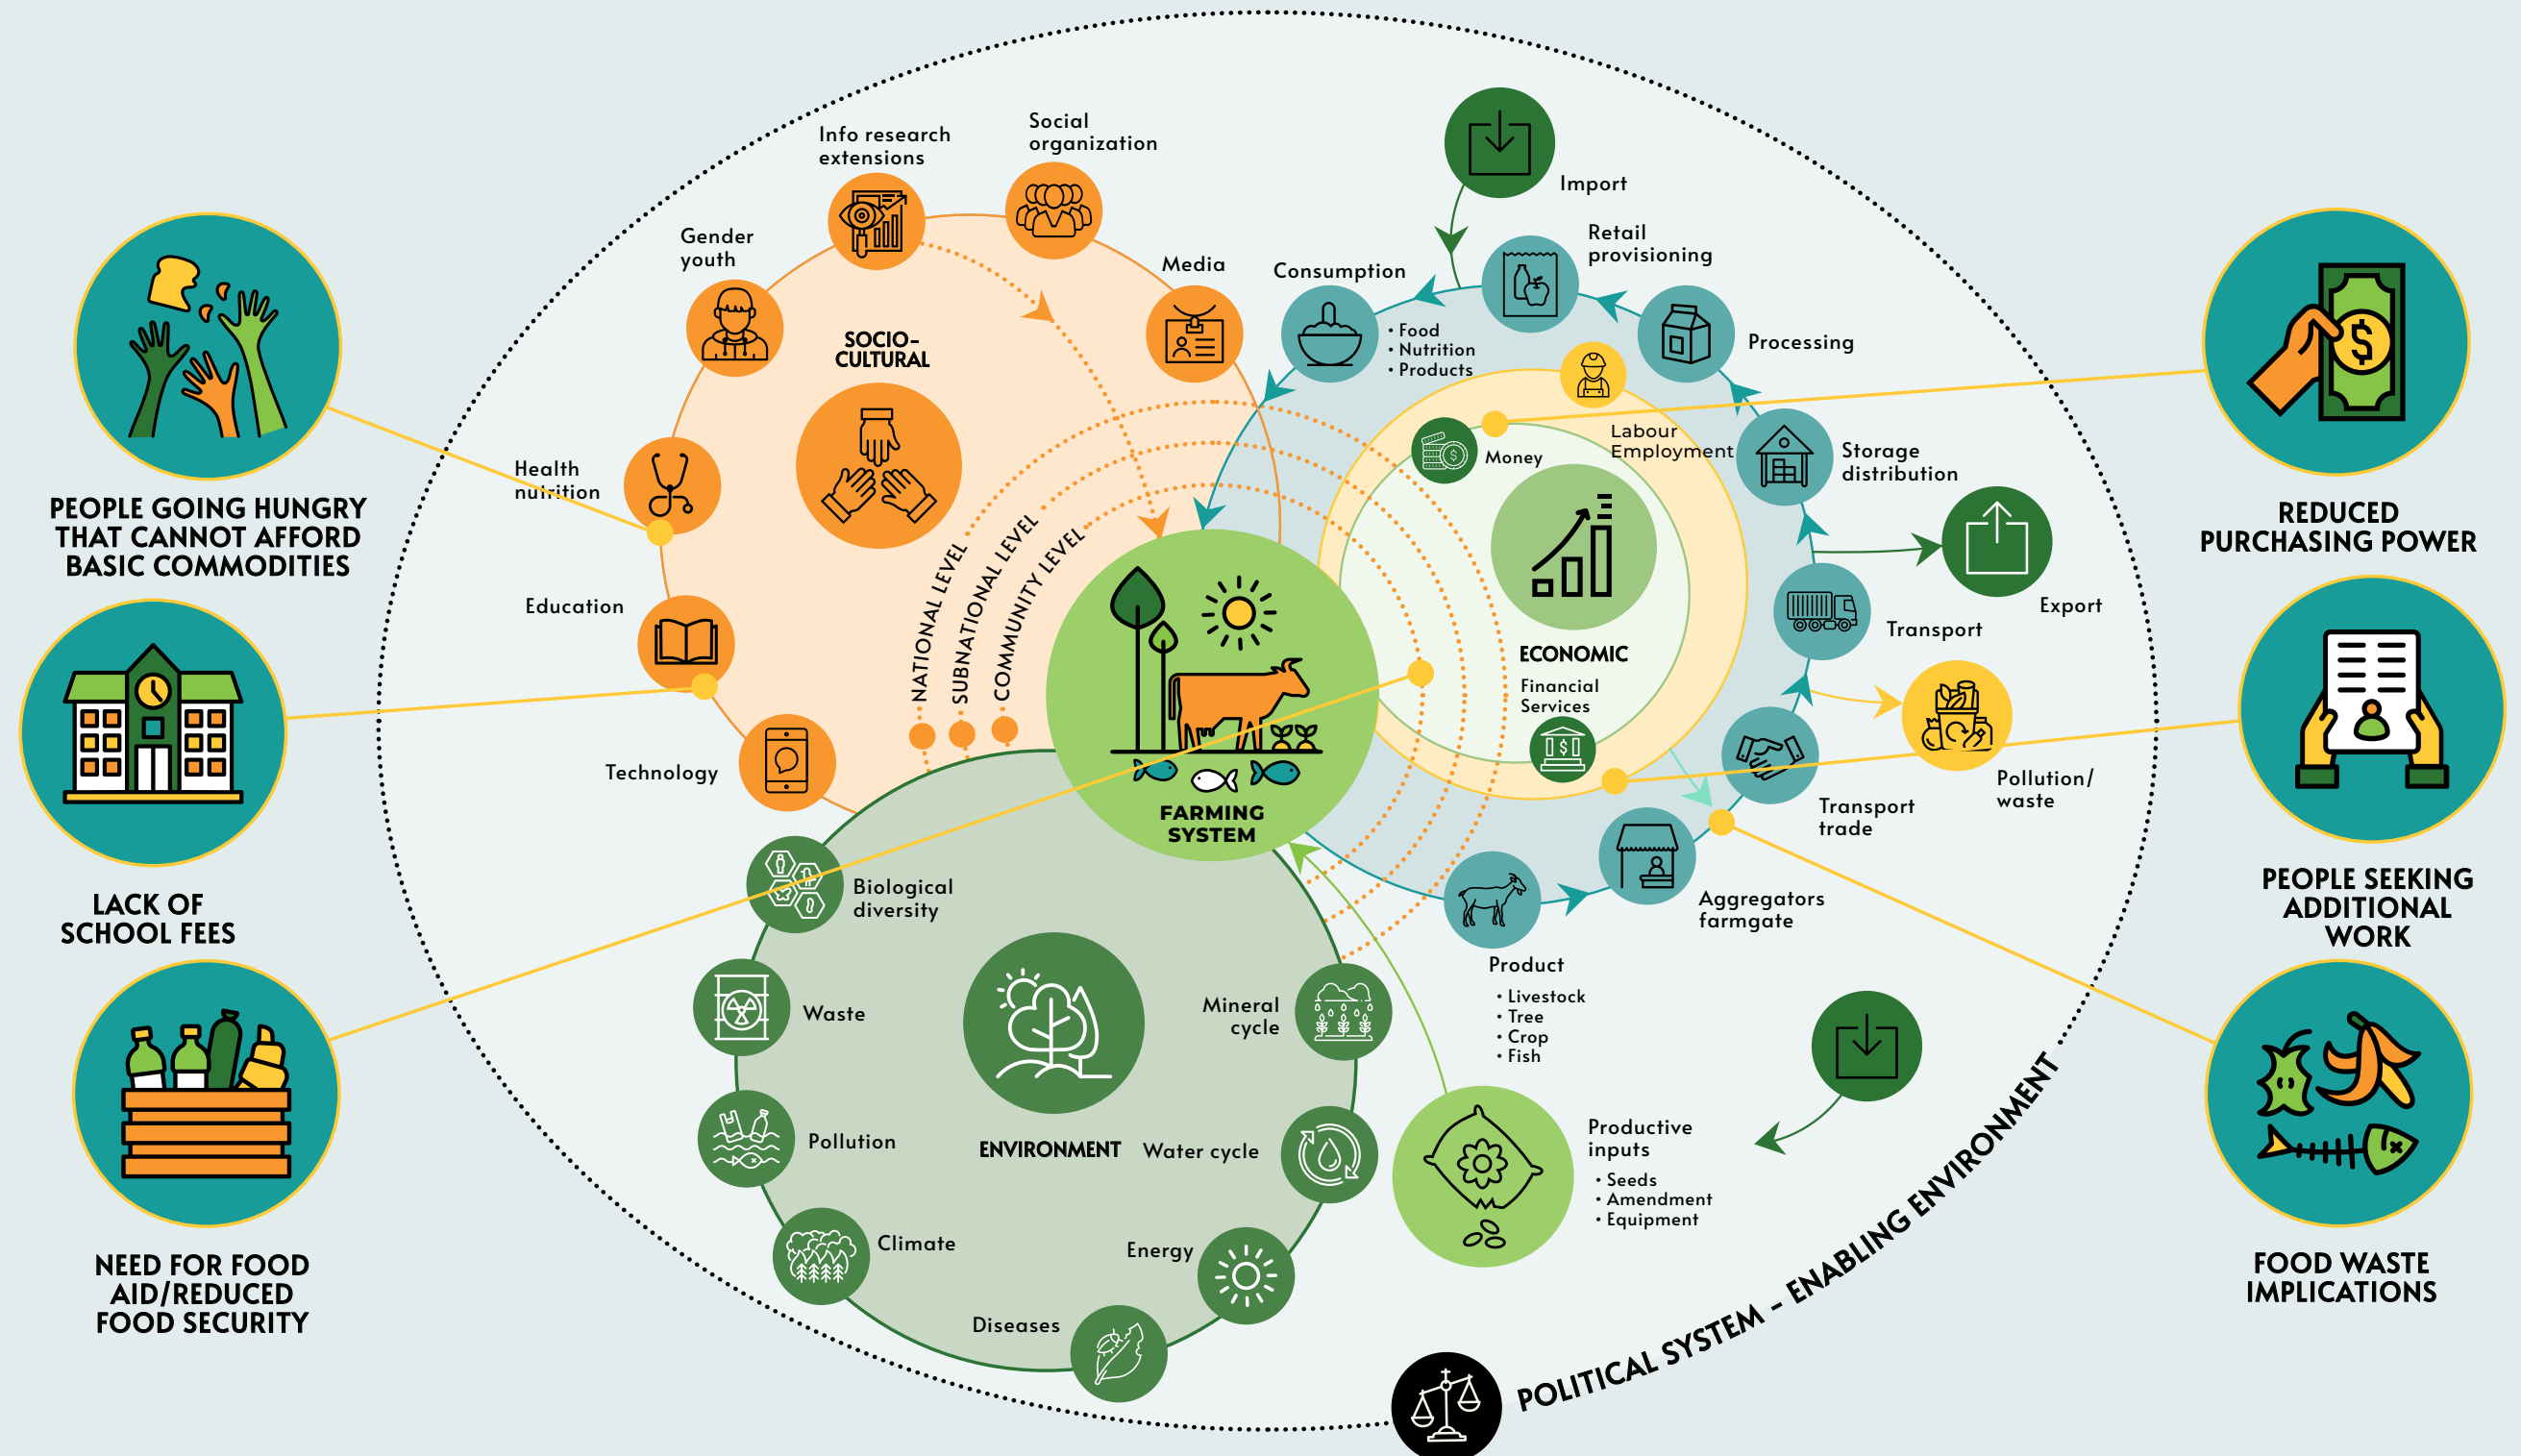 PEOPLE GOING HUNGRY
THAT CANNOT AFFORD
BASIC COMMODITIES
LACK OF
SCHOOL FEES
NEED FOR FOOD
AID/REDUCED
FOOD SECURITY
Info research
extensions
Social
organization
Gender
youth
Media
SOCIO-
CULTURAL
Health
nutrition
Education
Technology
NATIONAL LEVEL
SUBNATIONAL LEVEL
COMMUNITY LEVEL
FARMING
SYSTEM
Import
Retail
provisioning
Consumption
• Food
• Nutrition
• Products
Processing
Labour
Employment
Money
Storage
distribution
Export
Transport
ECONOMIC
Financial
Services
Pollution/
waste
Transport
trade
Aggregators
farmgate
Product
• Livestock
• Tree
• Crop
• Fish
Biological
diversity
Waste
Mineral
cycle
Pollution
ENVIRONMENT
Water cycle
Climate
Energy
Diseases
Productive
inputs
• Seeds
• Amendment
• Equipment
POLITICAL SYSTEM - ENABLING ENVIRONMENT
REDUCED
PURCHASING POWER
PEOPLE SEEKING
ADDITIONAL
WORK
FOOD WASTE
IMPLICATIONS